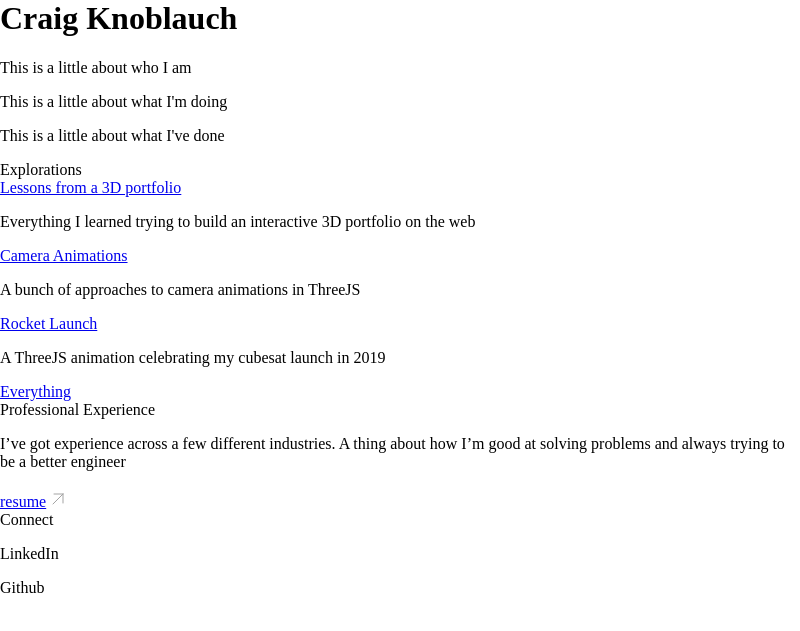 Craig Knoblauch
This is a little about who I am
This is a little about what I'm doing
This is a little about what I've done
Explorations
Lessons from a 3D portfolio
Everything I learned trying to build an interactive 3D portfolio on the web
Camera Animations
A bunch of approaches to camera animations in ThreeJS
Rocket Launch
A ThreeJS animation celebrating my cubesat launch in 2019
Everything
Professional Experience
I’ve got experience across a few different industries. A thing about how I’m good at solving problems and always trying to
be a better engineer
resume
Connect
LinkedIn
Github